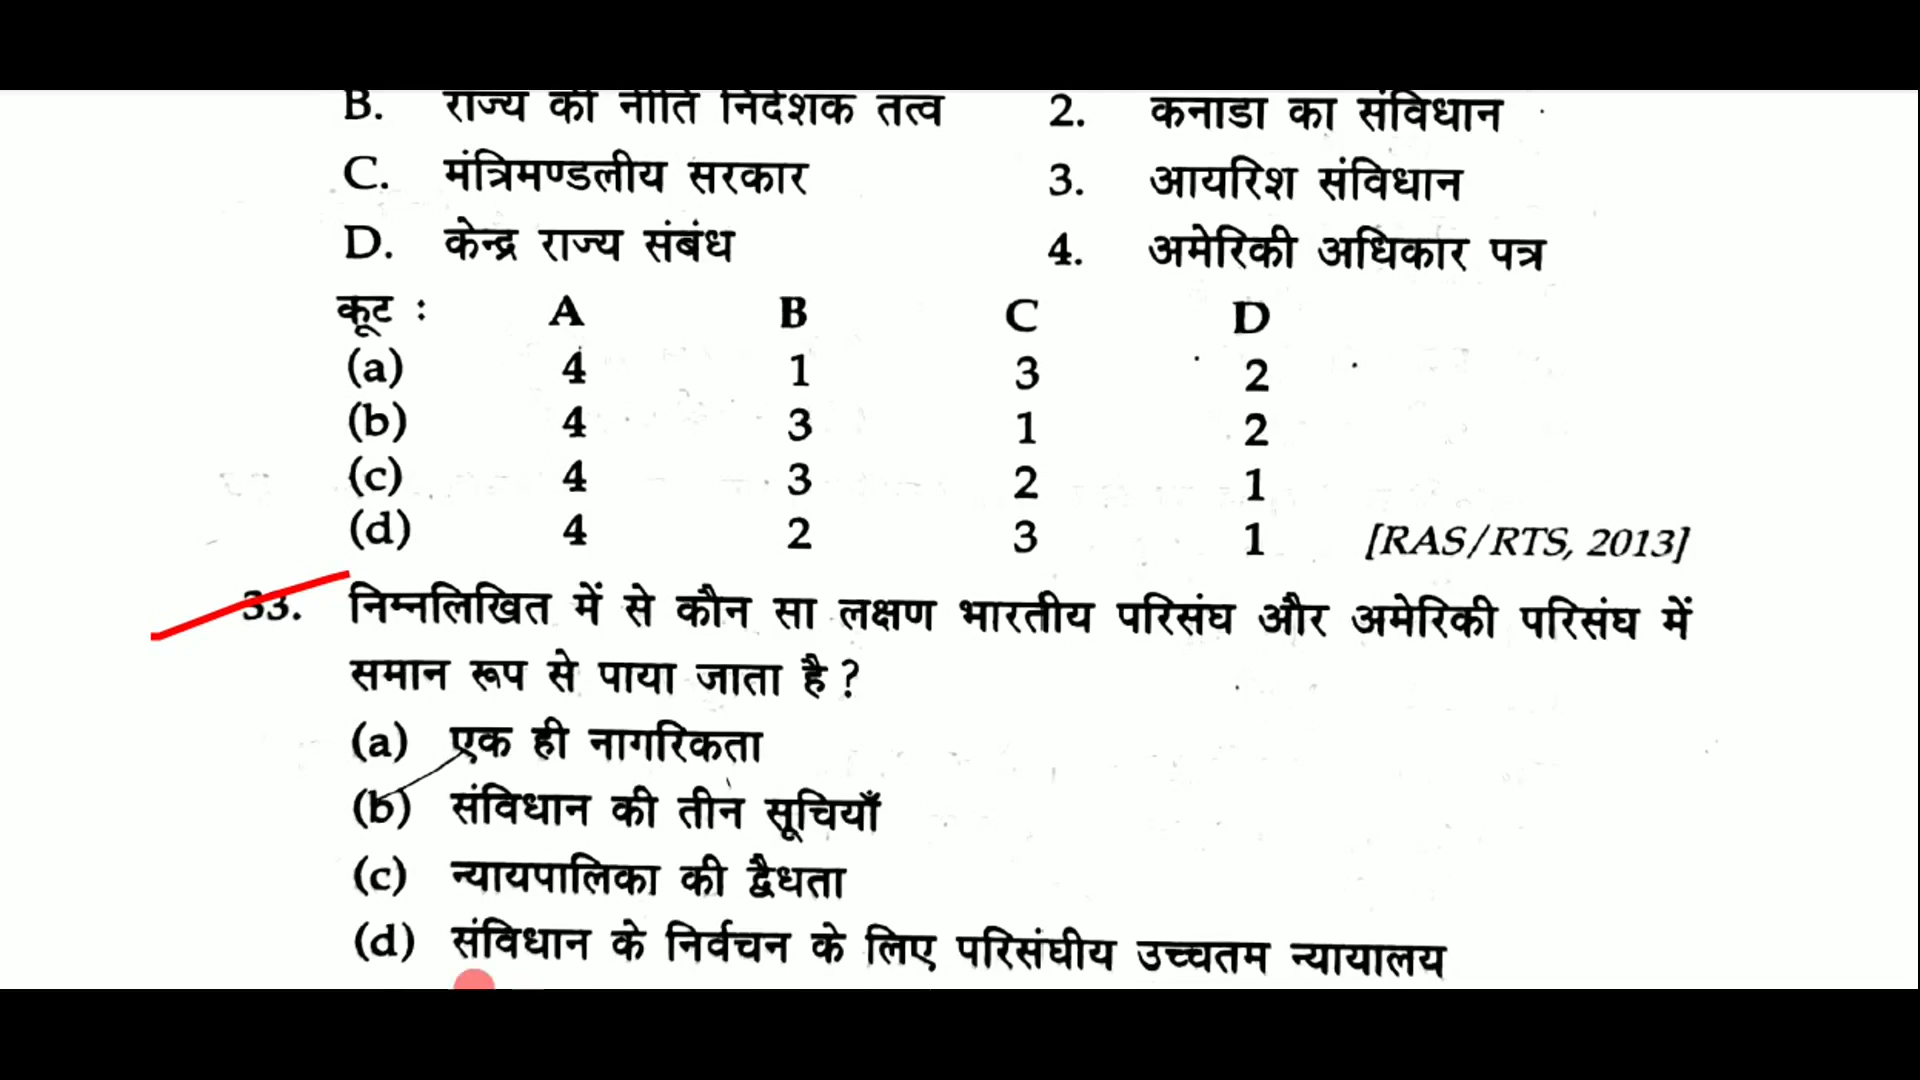 B. राज्य की नीति निदेशक तत्व 2. कनाडा का संविधान
C. मंत्रिमण्डलीय सरकार 3. आयरिश संविधान
D. केन्द्र राज्य संबंध 4. अमेरिकी अधिकार पत्र
कूट : A B C D
(a) 4 1 3 2
(b) 4 3 1 2
(c) 4 3 2 1
(d) 4 2 3 1 [RAS/RTS, 2013]
33. निम्नलिखित में से कौन सा लक्षण भारतीय परिसंघ और अमेरिकी परिसंघ में
समान रूप से पाया जाता है ?
(a) एक ही नागरिकता
(b) संविधान की तीन सूचियाँ
(c) न्यायपालिका की द्वैधता
(d) संविधान के निर्वचन के लिए परिसंघीय उच्चतम न्यायालय